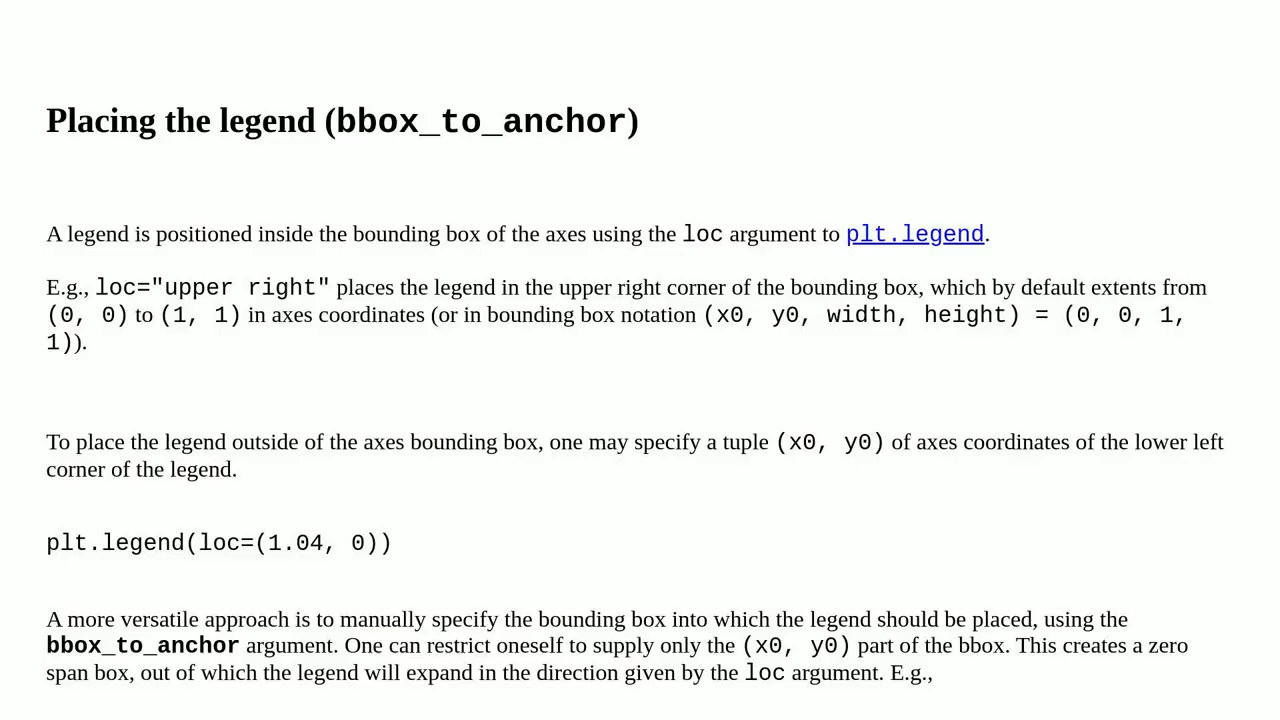 Placing the legend (bbox_to_anchor)
A legend is positioned inside the bounding box of the axes using the loc argument to plt.legend.
E.g., loc="upper right" places the legend in the upper right corner of the bounding box, which by default extents from
(0, 0) to (1, 1) in axes coordinates (or in bounding box notation (x0, y0, width, height) = (0, 0, 1,
1)).
To place the legend outside of the axes bounding box, one may specify a tuple (x0, y0) of axes coordinates of the lower left
corner of the legend.
plt.legend(loc=(1.04, 0))
A more versatile approach is to manually specify the bounding box into which the legend should be placed, using the
bbox_to_anchor argument. One can restrict oneself to supply only the (x0, y0) part of the bbox. This creates a zero
span box, out of which the legend will expand in the direction given by the loc argument. E.g.,